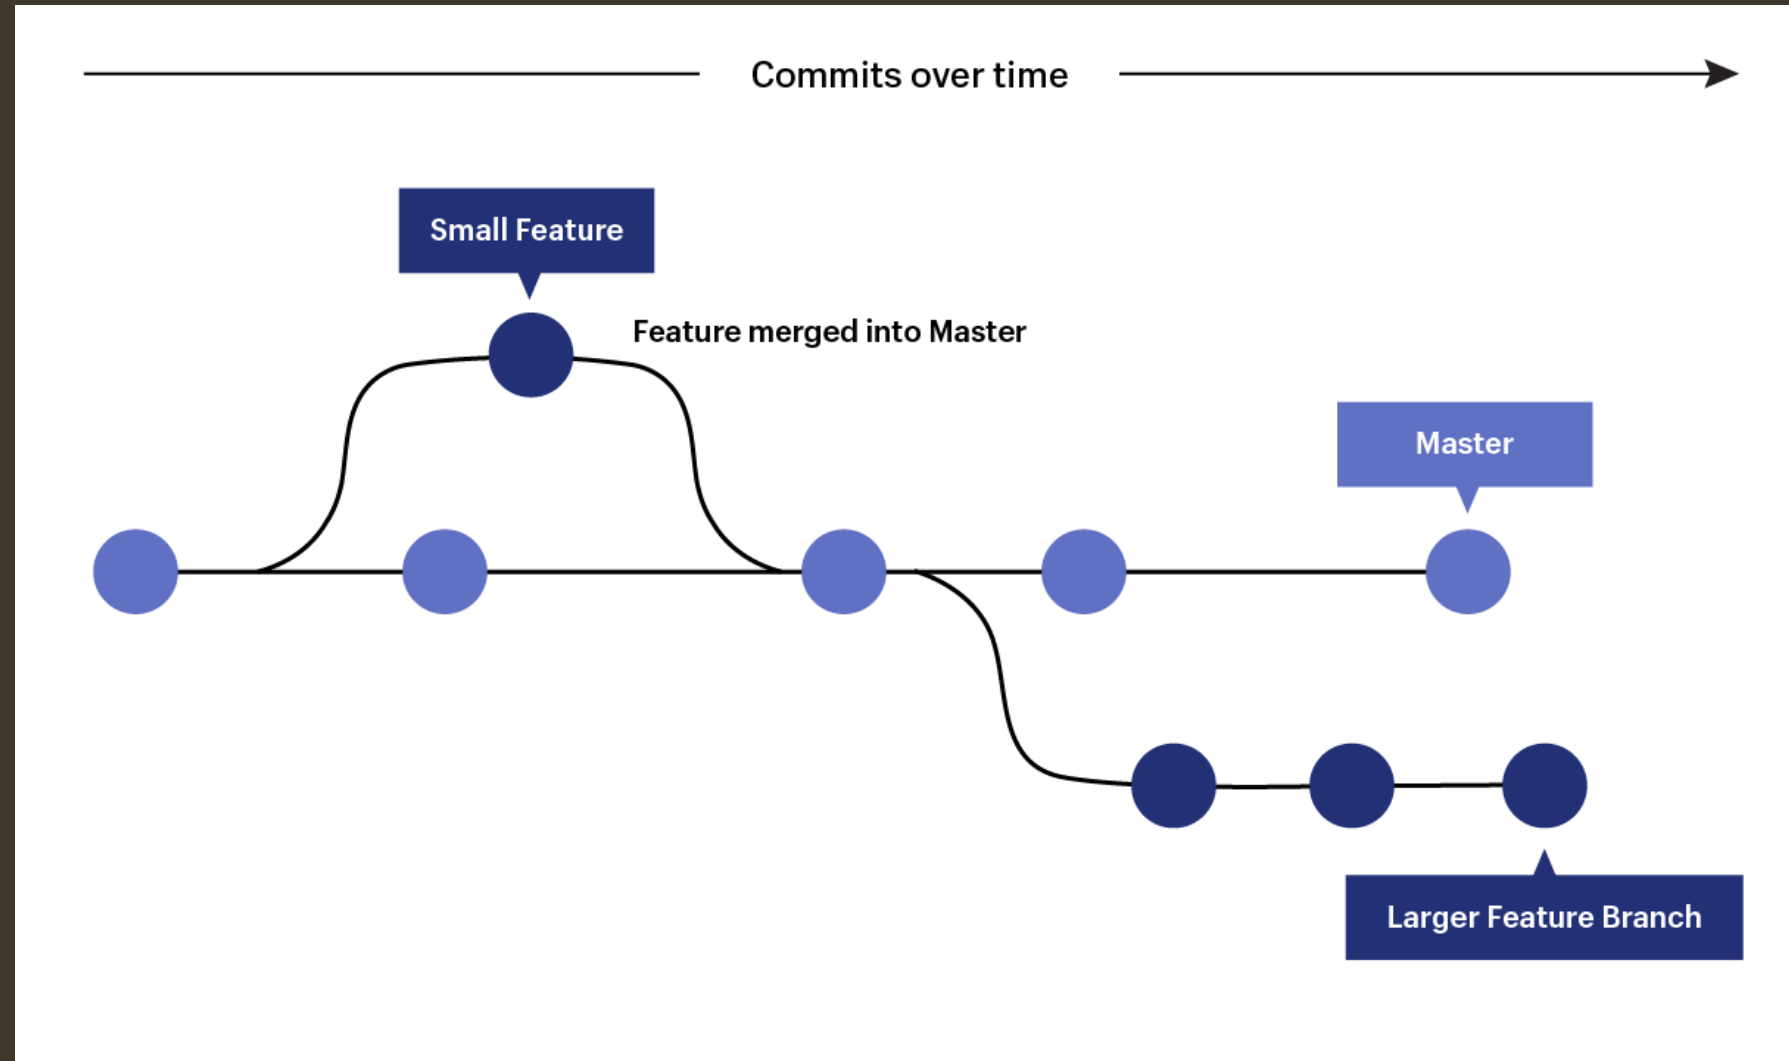 Commits over time
Small Feature
Feature merged into Master
Master
Larger Feature Branch